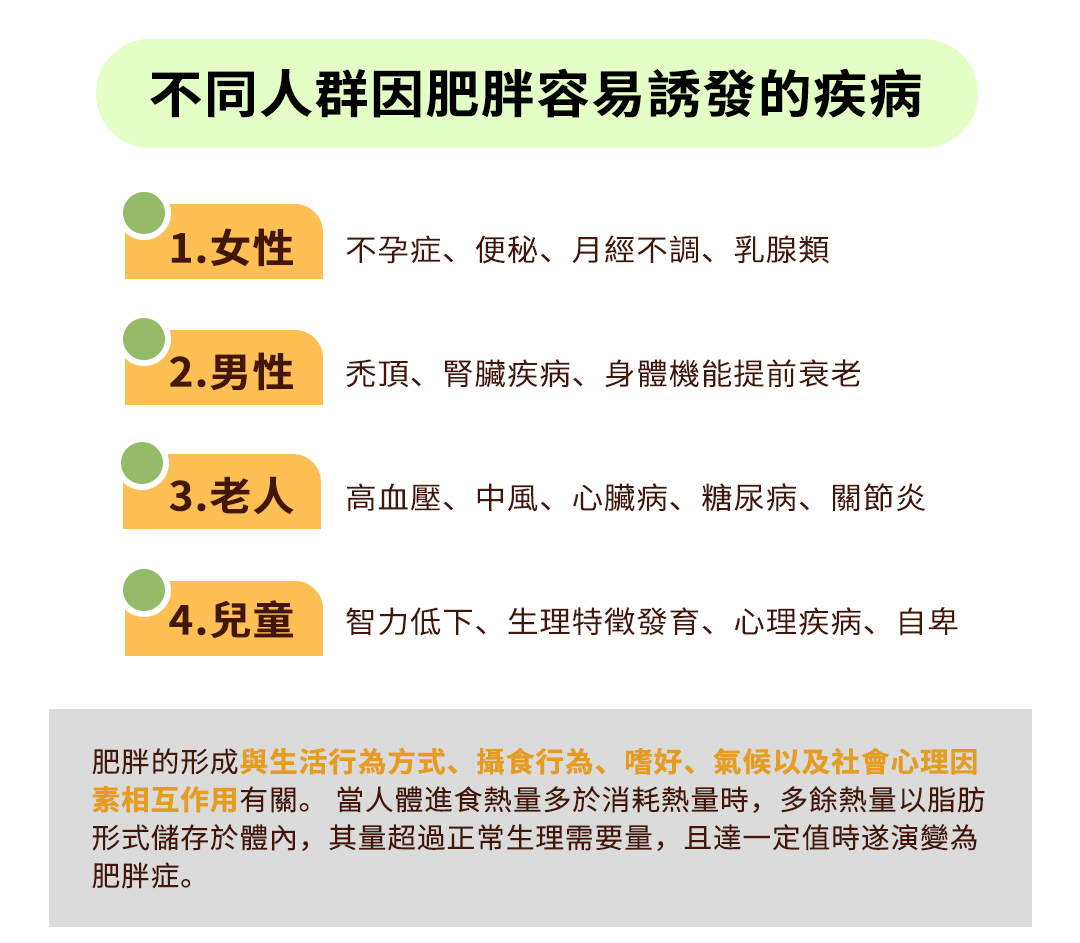 不同人群因肥胖容易誘發的疾病
1.女性 不孕症、便秘、月經不調、乳腺類
2.男性 禿頂、腎臟疾病、身體機能提前衰老
3.老人 高血壓、中風、心臟病、糖尿病、關節炎
4.兒童 智力低下、生理特徵發育、心理疾病、自卑
肥胖的形成與生活行為方式、攝食行為、嗜好、氣候以及社會心理因
素相互作用有關。 當人體進食熱量多於消耗熱量時，多餘熱量以脂肪
形式儲存於體內，其量超過正常生理需要量，且達一定值時遂演變為
肥胖症。